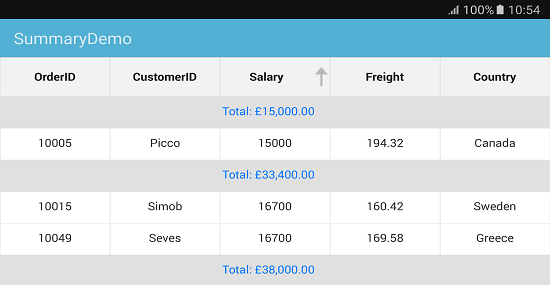 100% 10:54
SummaryDemo
OrderID CustomerID Salary Freight Country
Total: £15,000.00
10005 Picco 15000 194.32 Canada
Total: £33,400.00
10015 Simob 16700 160.42 Sweden
10049 Seves 16700 169.58 Greece
Total: £38,000.00